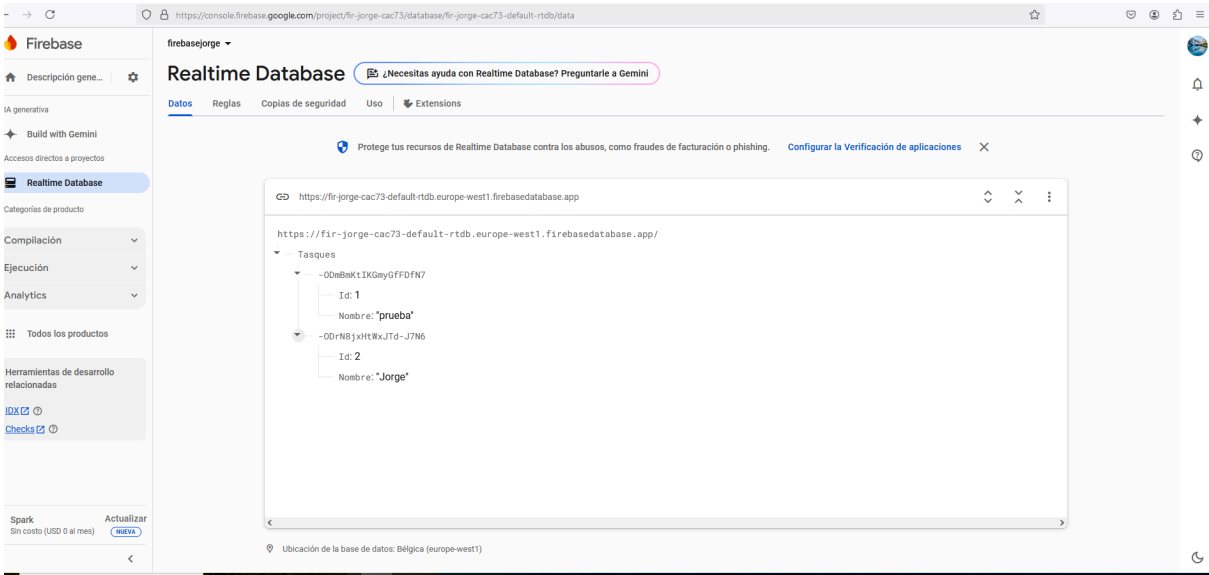 https://console.firebase.google.com/project/fir-jorge-cac73/database/fir-jorge-cac73-default-rtdb/data
Firebase
Descripción gene...
IA generativa
Build with Gemini
Accesos directos a proyectos
Realtime Database
Categorías de producto
Compilación
Ejecución
Analytics
Todos los productos
Herramientas de desarrollo
relacionadas
IDX
Checks
Spark
Sin costo (USD 0 al mes)
Actualizar
NUEVA
firebasejorge
Realtime Database
¿Necesitas ayuda con Realtime Database? Preguntarle a Gemini
Datos Reglas Copias de seguridad Uso Extensions
Protege tus recursos de Realtime Database contra los abusos, como fraudes de facturación o phishing. Configurar la Verificación de aplicaciones
https://fir-jorge-cac73-default-rtdb.europe-west1.firebasedatabase.app
https://fir-jorge-cac73-default-rtdb.europe-west1.firebasedatabase.app/
Tasques
-ODmBmKtIKGmyGfFDfN7
Id: 1
Nombre: "prueba"
-ODrN8jxHtWxJTd-J7N6
Id: 2
Nombre: "Jorge"
Ubicación de la base de datos: Bélgica (europe-west1)